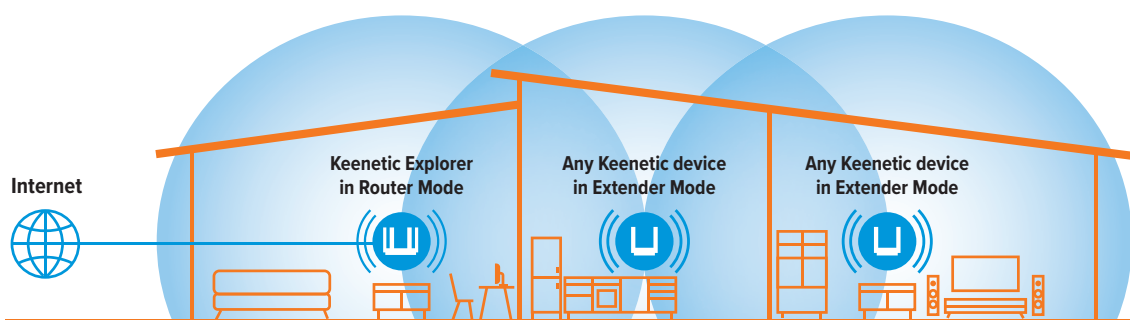 Internet
Keenetic Explorer
in Router Mode
Any Keenetic device
in Extender Mode
Any Keenetic device
in Extender Mode